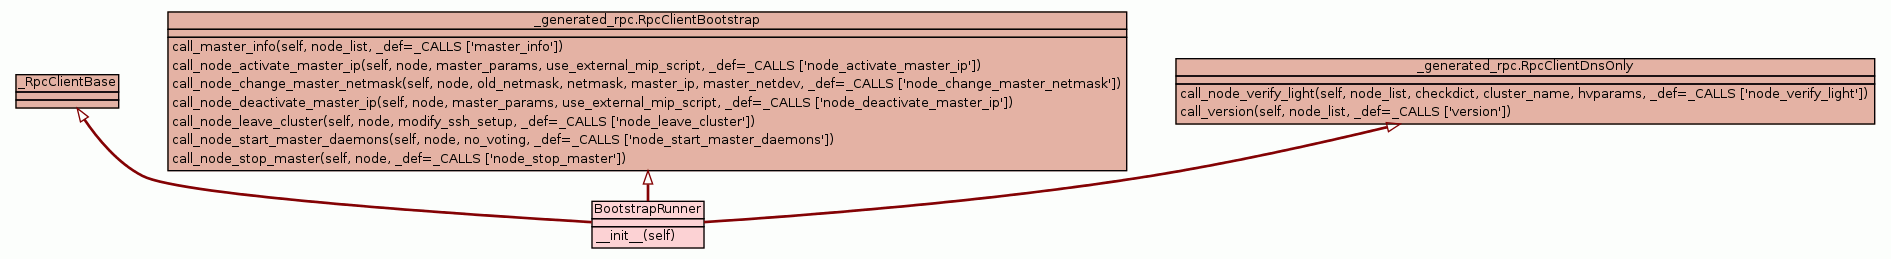 _RpcClientBase
_generated_rpc.RpcClientBootstrap
call_master_info(self, node_list, _def=_CALLS ['master_info'])
call_node_activate_master_ip(self, node, master_params, use_external_mip_script, _def=_CALLS ['node_activate_master_ip'])
call_node_change_master_netmask(self, node, old_netmask, netmask, master_ip, master_netdev, _def=_CALLS ['node_change_master_netmask'])
call_node_deactivate_master_ip(self, node, master_params, use_external_mip_script, _def=_CALLS ['node_deactivate_master_ip'])
call_node_leave_cluster(self, node, modify_ssh_setup, _def=_CALLS ['node_leave_cluster'])
call_node_start_master_daemons(self, node, no_voting, _def=_CALLS ['node_start_master_daemons'])
call_node_stop_master(self, node, _def=_CALLS ['node_stop_master'])
_generated_rpc.RpcClientDnsOnly
call_node_verify_light(self, node_list, checkdict, cluster_name, hvparams, _def=_CALLS ['node_verify_light'])
call_version(self, node_list, _def=_CALLS ['version'])
BootstrapRunner
__init__(self)